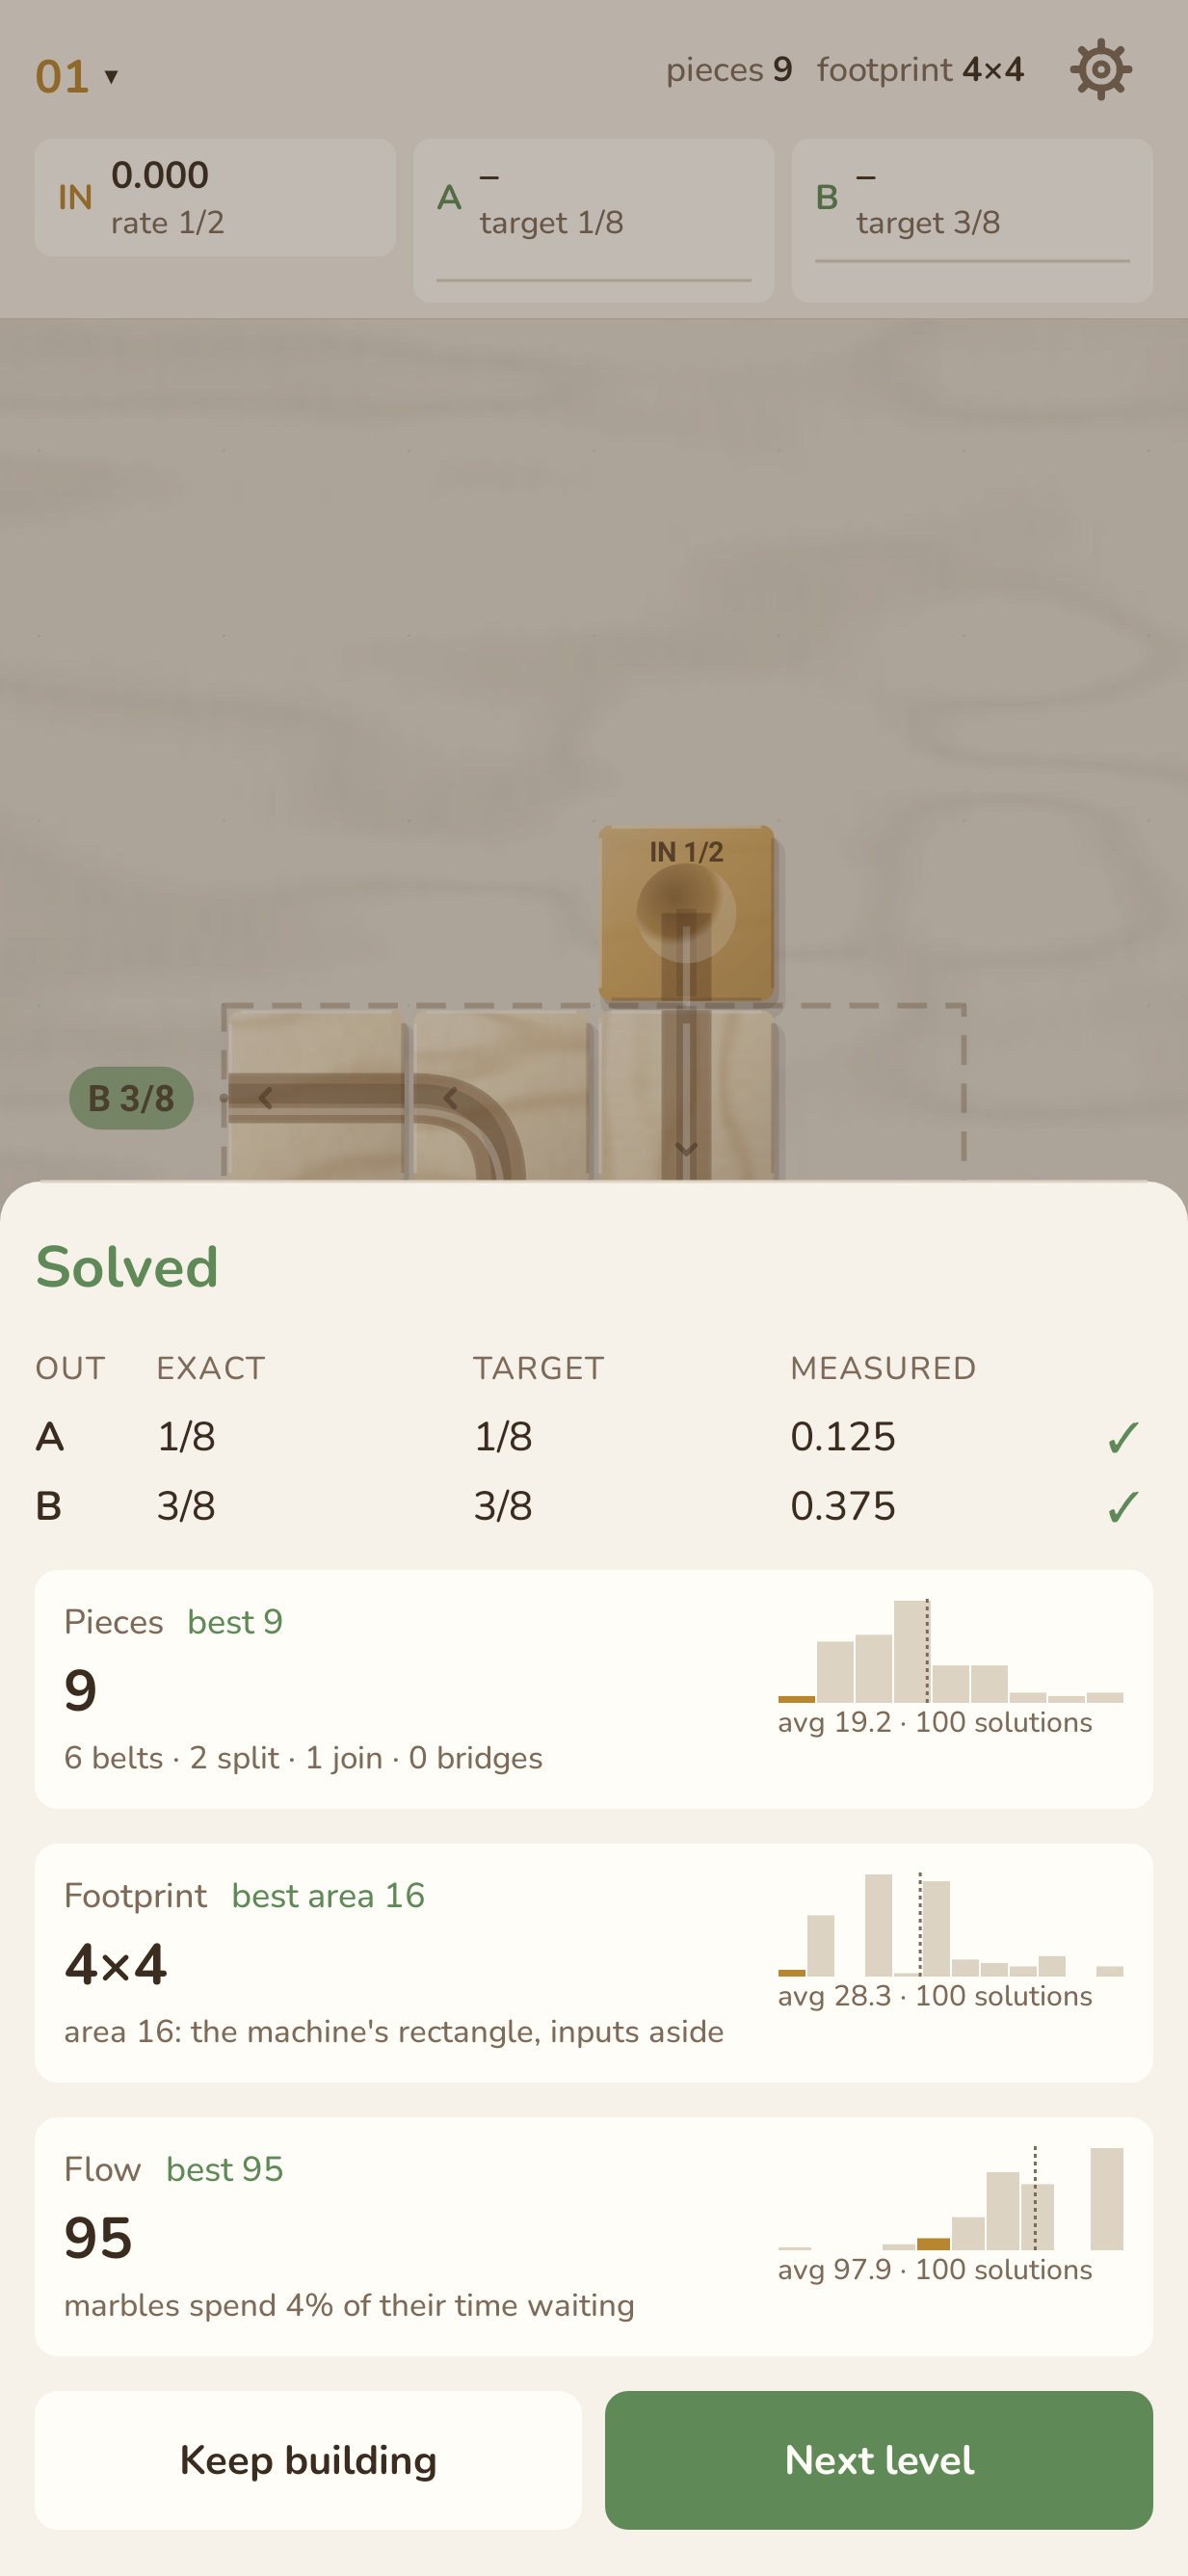 01 ▾
pieces 9 footprint 4×4
IN 0.000
rate 1/2
A –
target 1/8
B –
target 3/8
IN 1/2
B 3/8
Solved
OUT EXACT TARGET MEASURED
A 1/8 1/8 0.125 ✓
B 3/8 3/8 0.375 ✓
Pieces best 9
9
6 belts · 2 split · 1 join · 0 bridges
avg 19.2 · 100 solutions
Footprint best area 16
4×4
area 16: the machine's rectangle, inputs aside
avg 28.3 · 100 solutions
Flow best 95
95
marbles spend 4% of their time waiting
avg 97.9 · 100 solutions
Keep building
Next level